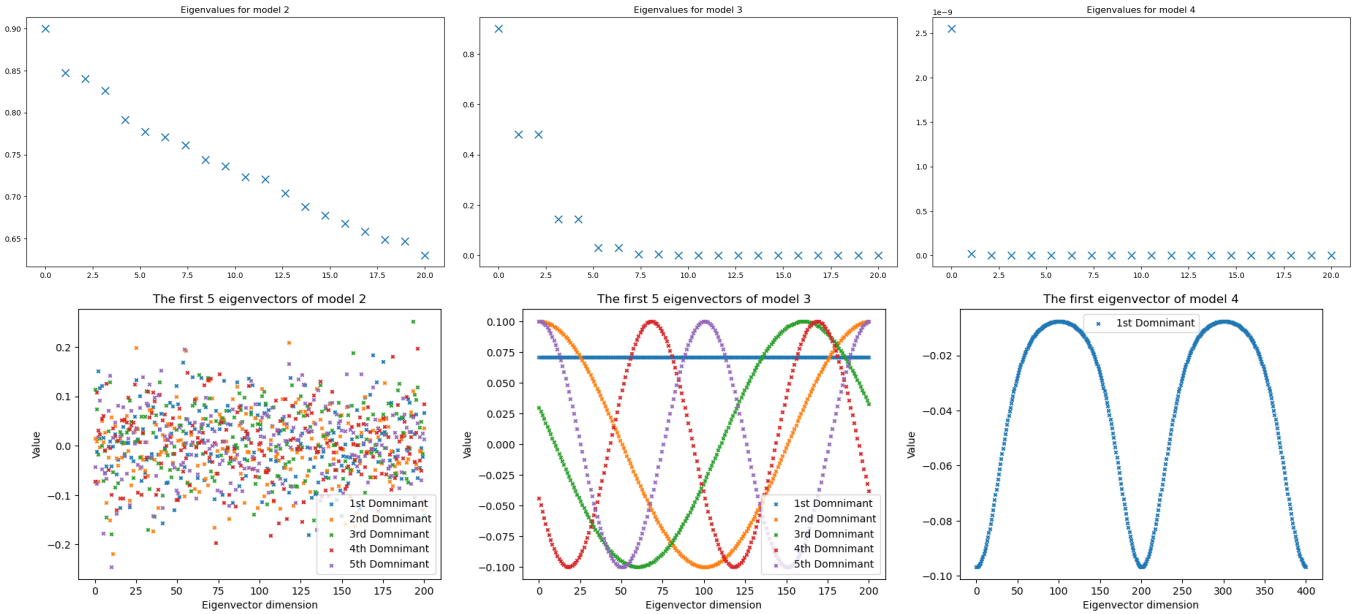 Eigenvalues for model 2
0.90
0.85
0.80
0.75
0.70
0.65
0.0 2.5 5.0 7.5 10.0 12.5 15.0 17.5 20.0
Eigenvalues for model 3
0.8
0.6
0.4
0.2
0.0
0.0 2.5 5.0 7.5 10.0 12.5 15.0 17.5 20.0
1e-9
Eigenvalues for model 4
2.5
2.0
1.5
1.0
0.5
0.0
0.0 2.5 5.0 7.5 10.0 12.5 15.0 17.5 20.0
The first 5 eigenvectors of model 2
Value
0.2
0.1
0.0
−0.1
−0.2
1st Domnimant
2nd Domnimant
3rd Domnimant
4th Domnimant
5th Domnimant
0 25 50 75 100 125 150 175 200
Eigenvector dimension
The first 5 eigenvectors of model 3
Value
0.100
0.075
0.050
0.025
0.000
−0.025
−0.050
−0.075
−0.100
1st Domnimant
2nd Domnimant
3rd Domnimant
4th Domnimant
5th Domnimant
0 25 50 75 100 125 150 175 200
Eigenvector dimension
The first eigenvector of model 4
1st Domnimant
Value
−0.02
−0.04
−0.06
−0.08
−0.10
0 50 100 150 200 250 300 350 400
Eigenvector dimension